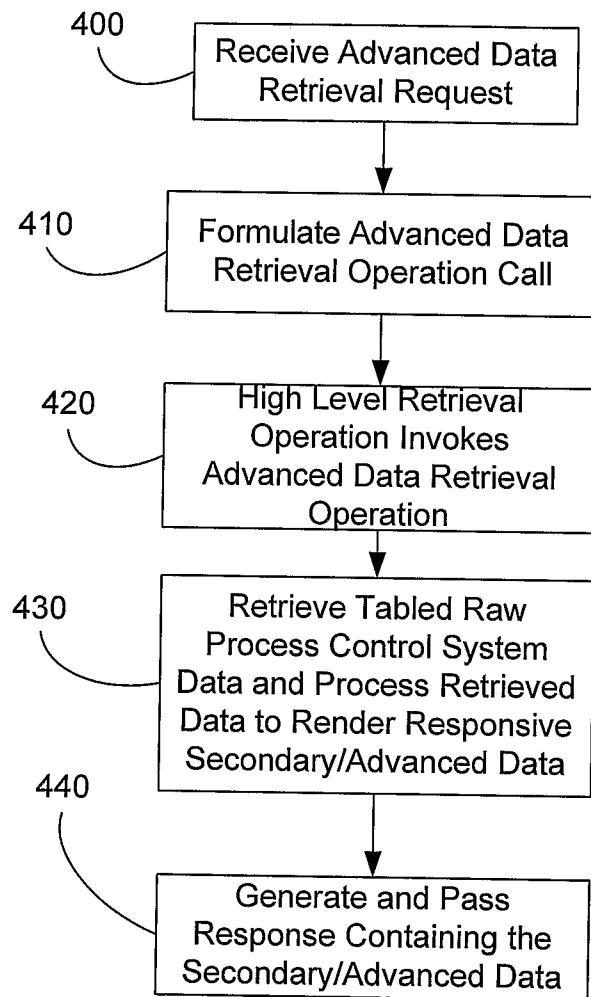 400
Receive Advanced Data
Retrieval Request
410
Formulate Advanced Data
Retrieval Operation Call
420
High Level Retrieval
Operation Invokes
Advanced Data Retrieval
Operation
430
Retrieve Tabled Raw
Process Control System
Data and Process Retrieved
Data to Render Responsive
Secondary/Advanced Data
440
Generate and Pass
Response Containing the
Secondary/Advanced Data